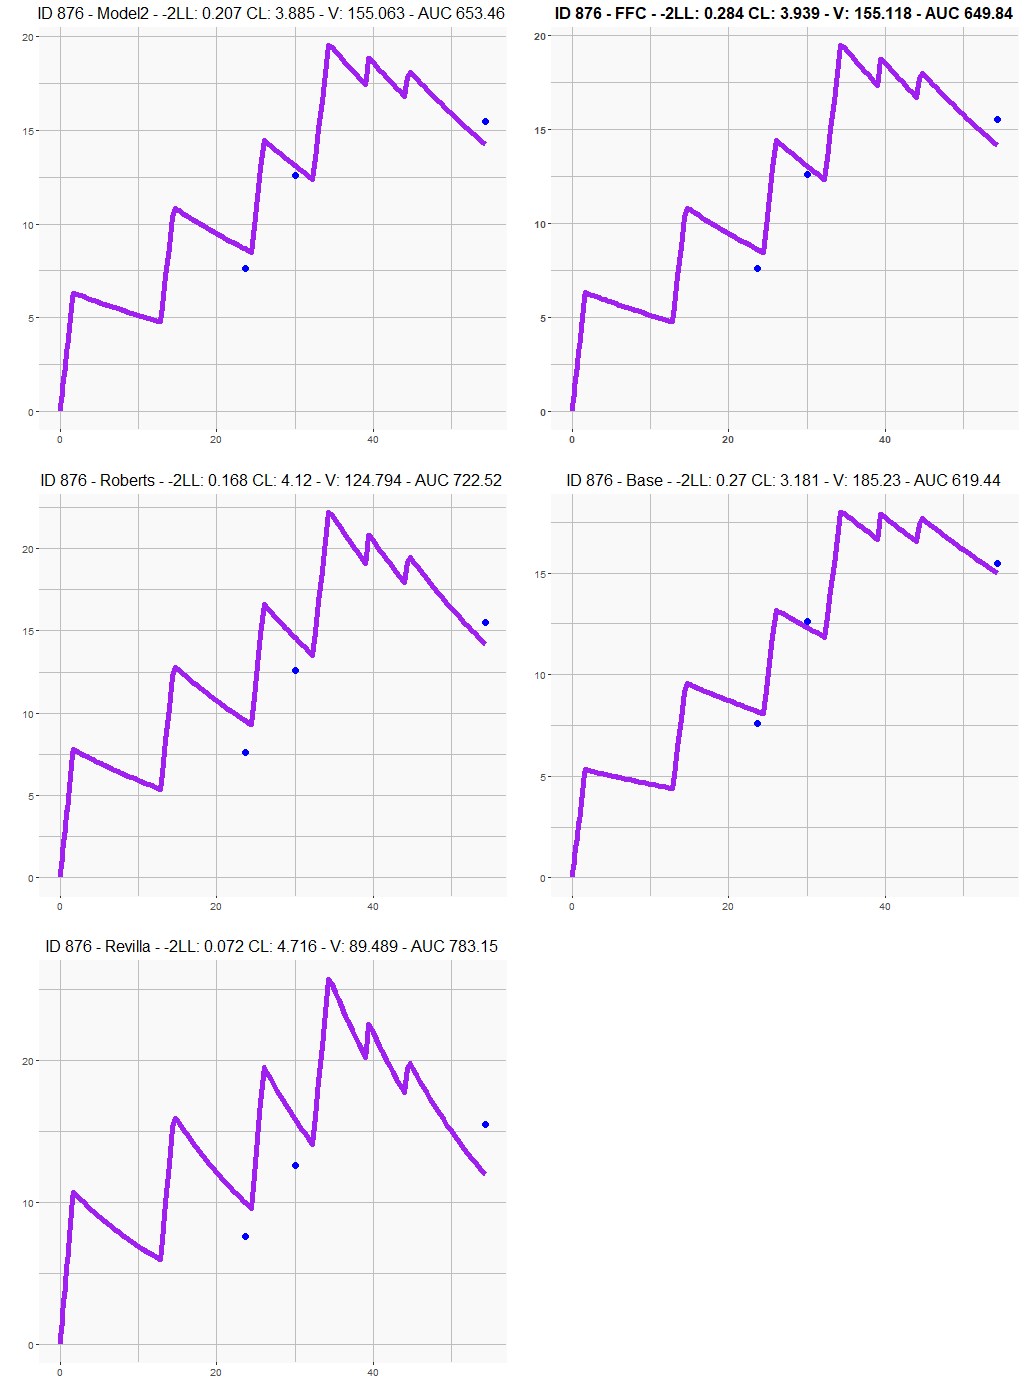 ID 876 - Model2 - -2LL: 0.207 CL: 3.885 - V: 155.063 - AUC 653.46
20
15
10
5
0
0 20 40
ID 876 - FFC - -2LL: 0.284 CL: 3.939 - V: 155.118 - AUC 649.84
20
15
10
5
0
0 20 40
ID 876 - Roberts - -2LL: 0.168 CL: 4.12 - V: 124.794 - AUC 722.52
20
15
10
5
0
0 20 40
ID 876 - Base - -2LL: 0.27 CL: 3.181 - V: 185.23 - AUC 619.44
15
10
5
0
0 20 40
ID 876 - Revilla - -2LL: 0.072 CL: 4.716 - V: 89.489 - AUC 783.15
20
10
0
0 20 40